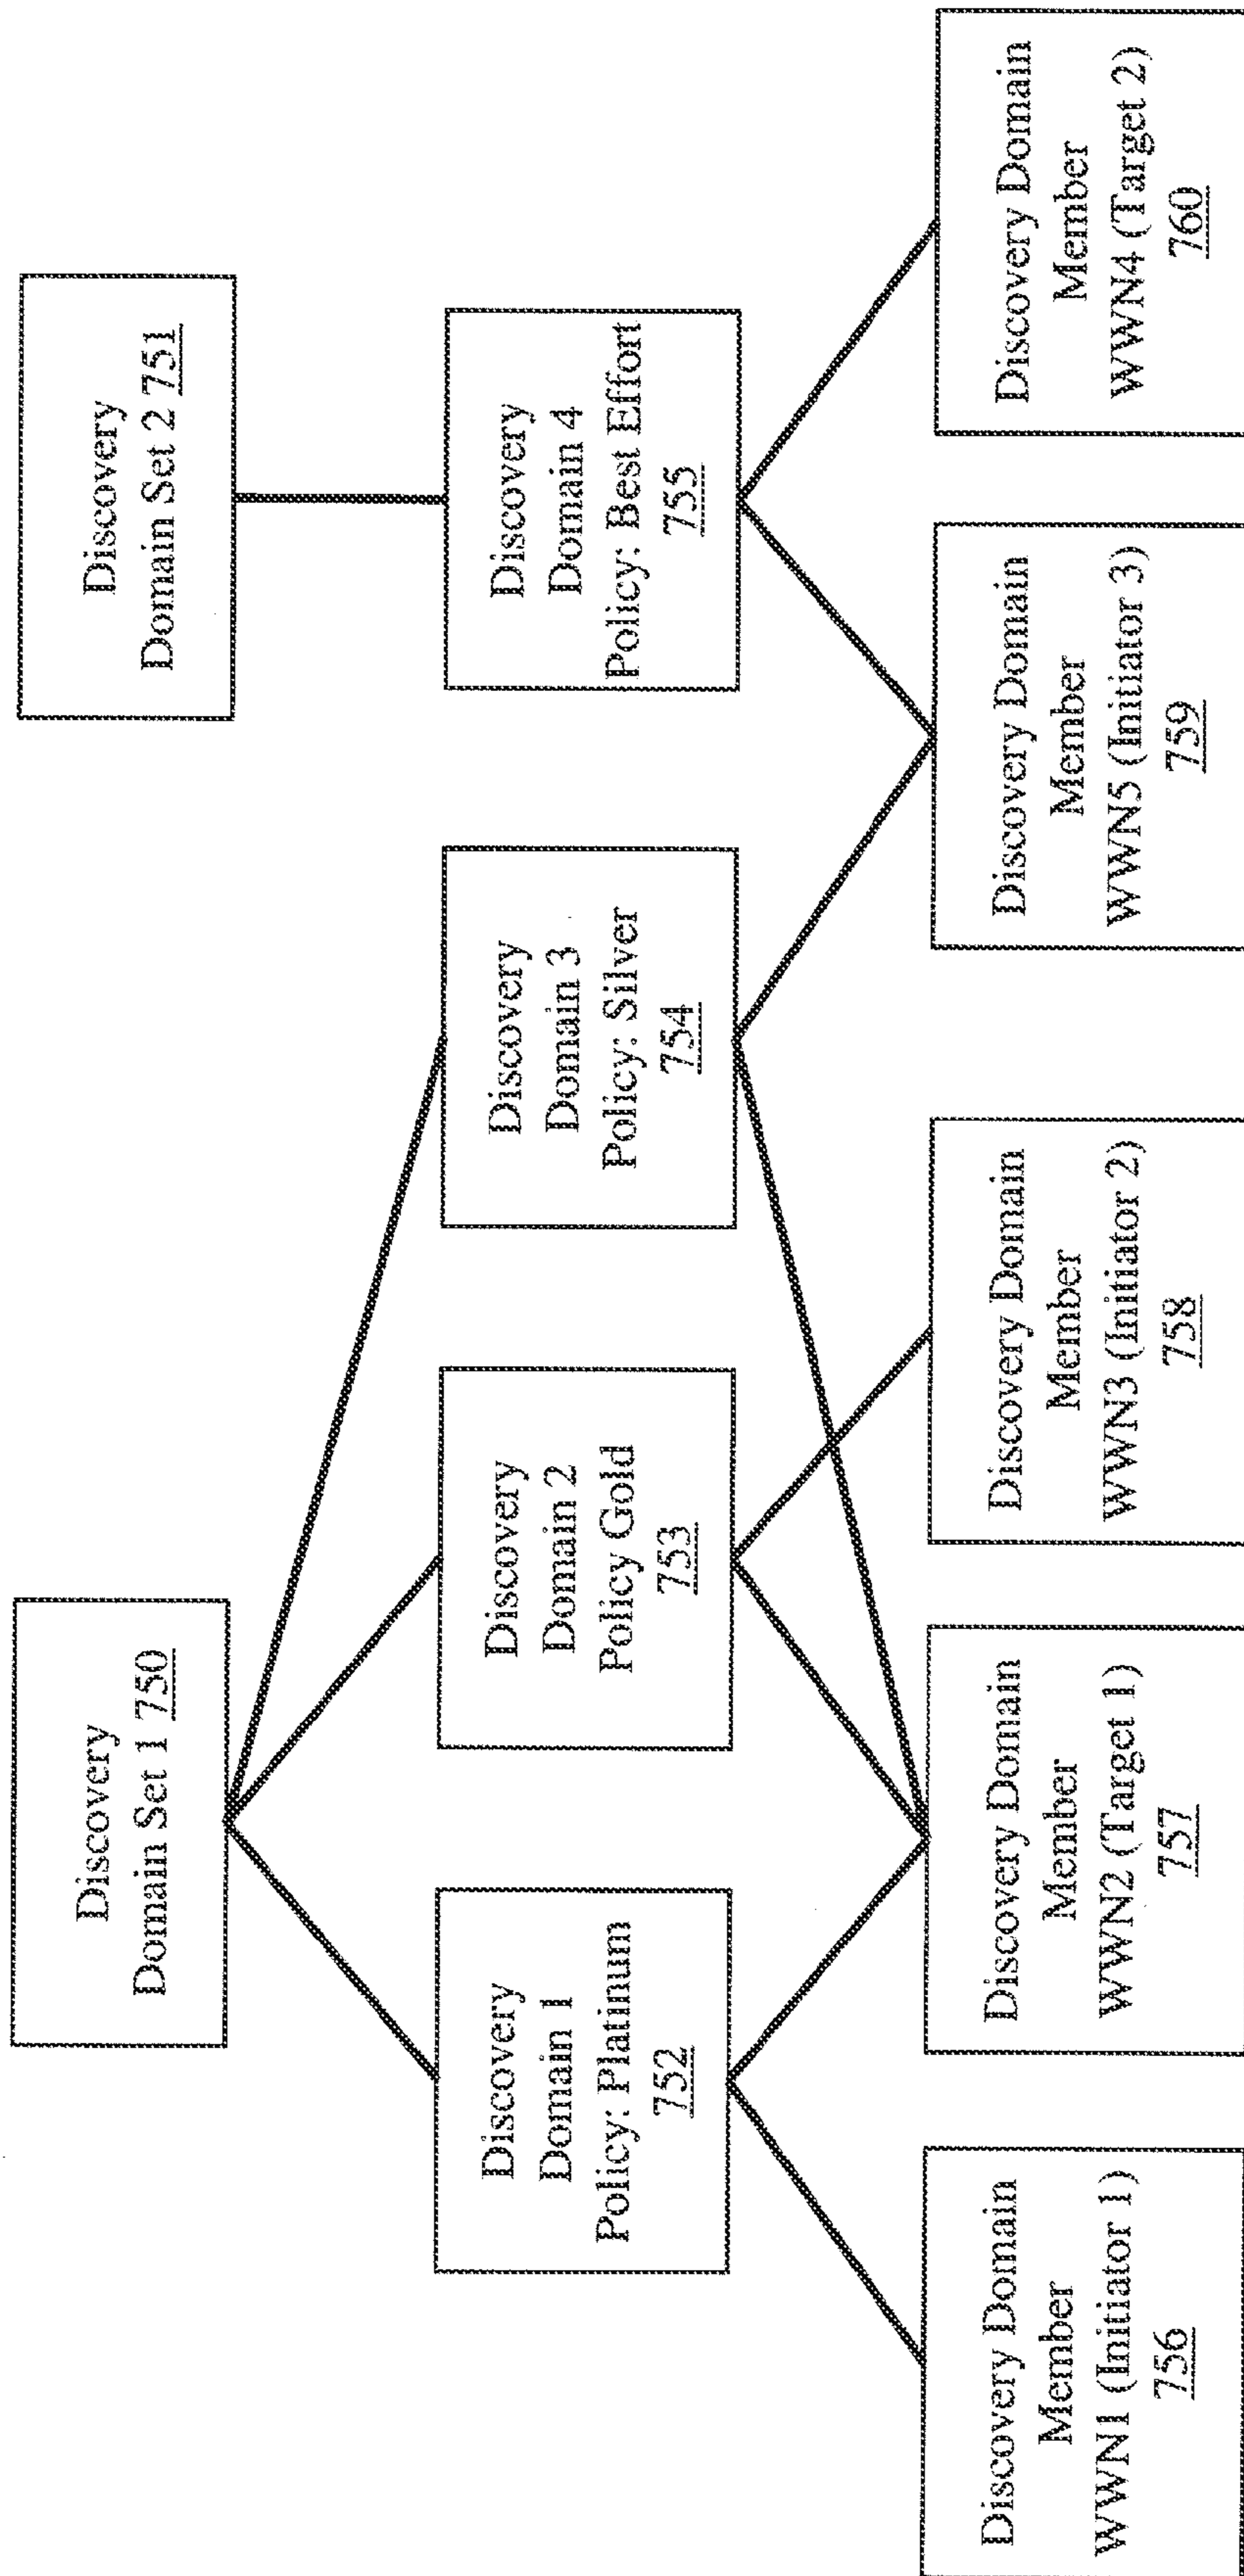 Discovery
Domain Set 1 750
Discovery
Domain Set 2 751
Discovery
Domain 1
Policy: Platinum
752
Discovery
Domain 2
Policy Gold
753
Discovery
Domain 3
Policy: Silver
754
Discovery
Domain 4
Policy: Best Effort
755
Discovery Domain
Member
WWN1 (Initiator 1)
756
Discovery Domain
Member
WWN2 (Target 1)
757
Discovery Domain
Member
WWN3 (Initiator 2)
758
Discovery Domain
Member
WWN5 (Initiator 3)
759
Discovery Domain
Member
WWN4 (Target 2)
760